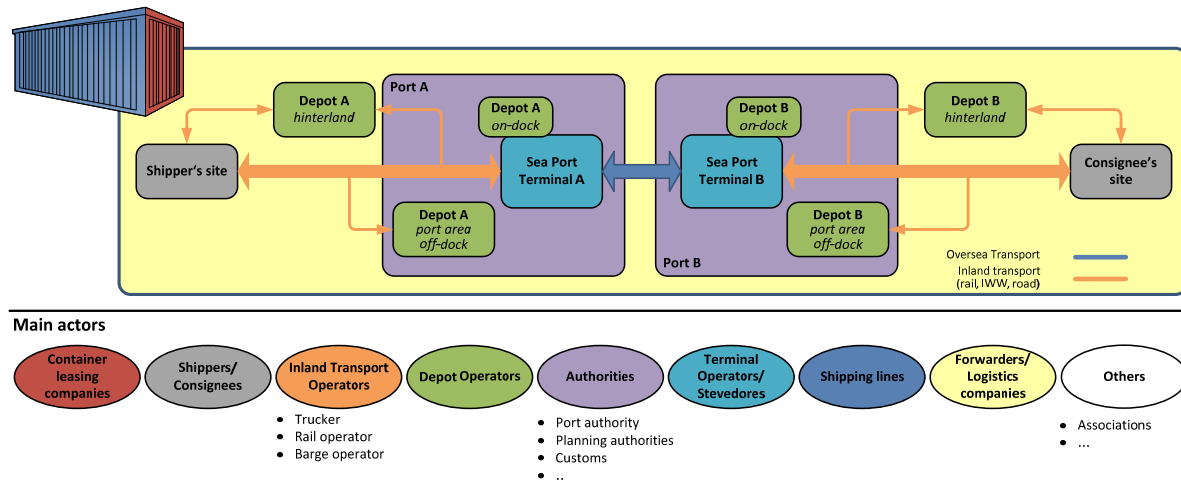 Port A
Depot A
hinterland
Depot A
on-dock
Depot B
on-dock
Depot B
hinterland
Shipper's site
Sea Port
Terminal A
Sea Port
Terminal B
Consignee's
site
Depot A
port area
off-dock
Depot B
port area
off-dock
Port B
Oversea Transport
Inland transport
(rail, IWW, road)
Main actors
Container
leasing
companies
Shippers/
Consignees
Inland Transport
Operators
Depot Operators
Authorities
Terminal
Operators/
Stevedores
Shipping lines
Forwarders/
Logistics
companies
Others
• Trucker
• Rail operator
• Barge operator
• Port authority
• Planning authorities
• Customs
• ..
• Associations
• ...